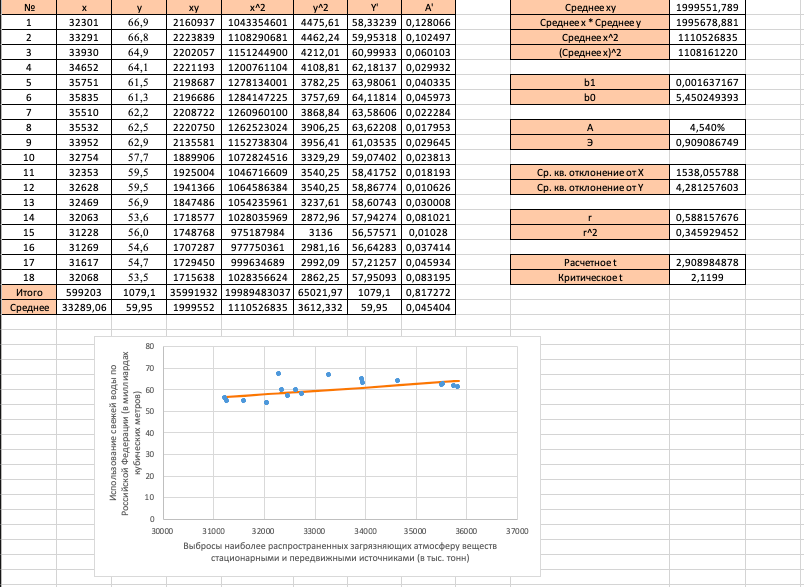 № x y xy x^2 y^2 Y' A'
1 32301 66,9 2160937 1043354601 4475,61 58,33239 0,128066
2 33291 66,8 2223839 1108290681 4462,24 59,95318 0,102497
3 33930 64,9 2202057 1151244900 4212,01 60,99933 0,060103
4 34652 64,1 2221193 1200761104 4108,81 62,18137 0,029932
5 35751 61,5 2198687 1278134001 3782,25 63,98061 0,040335
6 35835 61,3 2196686 1284147225 3757,69 64,11814 0,045973
7 35510 62,2 2208722 1260960100 3868,84 63,58606 0,022284
8 35532 62,5 2220750 1262523024 3906,25 63,62208 0,017953
9 33952 62,9 2135581 1152738304 3956,41 61,03535 0,029645
10 32754 57,7 1889906 1072824516 3329,29 59,07402 0,023813
11 32353 59,5 1925004 1046716609 3540,25 58,41752 0,018193
12 32628 59,5 1941366 1064586384 3540,25 58,86774 0,010626
13 32469 56,9 1847486 1054235961 3237,61 58,60743 0,030008
14 32063 53,6 1718577 1028035969 2872,96 57,94274 0,081021
15 31228 56,0 1748768 975187984 3136 56,57571 0,01028
16 31269 54,6 1707287 977750361 2981,16 56,64283 0,037414
17 31617 54,7 1729450 999634689 2992,09 57,21257 0,045934
18 32068 53,5 1715638 1028356624 2862,25 57,95093 0,083195
Итого 599203 1079,1 35991932 19989483037 65021,97 1079,1 0,817272
Среднее 33289,06 59,95 1999552 1110526835 3612,332 59,95 0,045404
Среднее xy 1999551,789
Среднее x * Среднее y 1995678,881
Среднее x^2 1110526835
(Среднее x)^2 1108161220
b1 0,001637167
b0 5,450249393
A 4,540%
Э 0,909086749
Ср. кв. отклонение от X 1538,055788
Ср. кв. отклонение от Y 4,281257603
r 0,588157676
r^2 0,345929452
Расчетное t 2,908984878
Критическое t 2,1199
Использование свежей воды по
Российской Федерации (в миллиардах
кубических метров)
80
70
60
50
40
30
20
10
0
30000 31000 32000 33000 34000 35000 36000 37000
Выбросы наиболее распространенных загрязняющих атмосферу веществ
стационарными и передвижными источниками (в тыс. тонн)